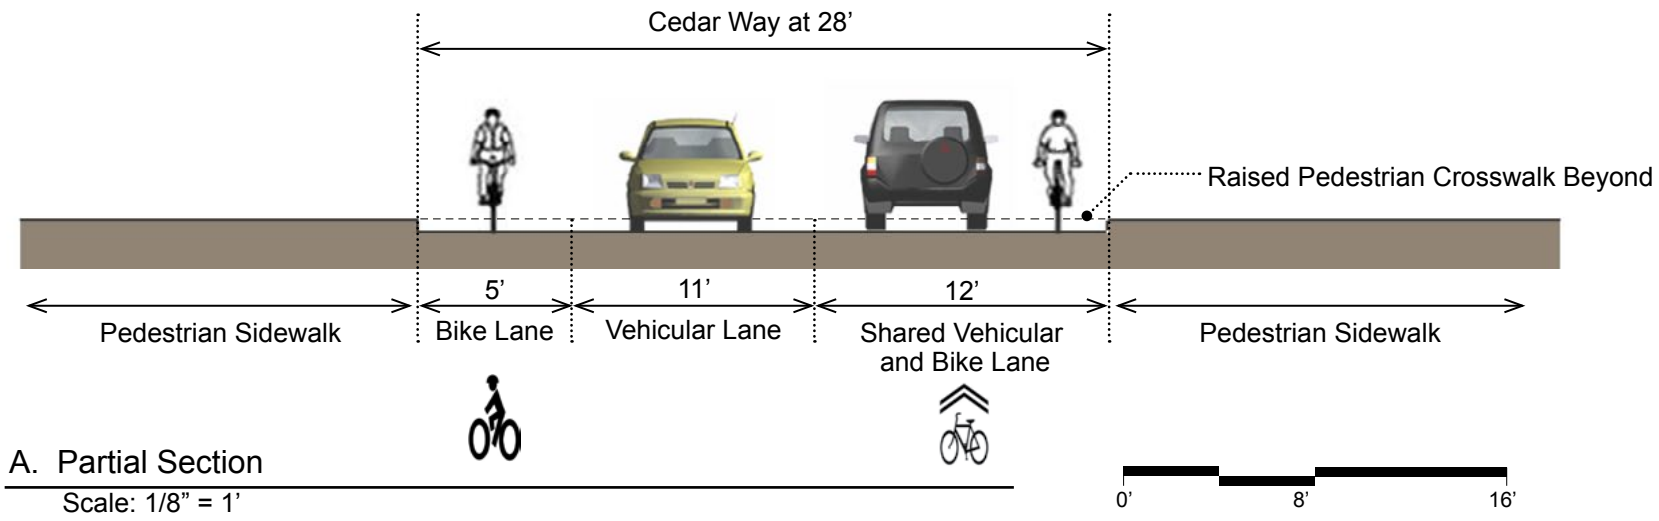 Cedar Way at 28’
Raised Pedestrian Crosswalk Beyond
5’
11’
12’
Pedestrian Sidewalk
Bike Lane
Vehicular Lane
Shared Vehicular
and Bike Lane
Pedestrian Sidewalk
A. Partial Section
Scale: 1/8” = 1’
0’
8’
16’